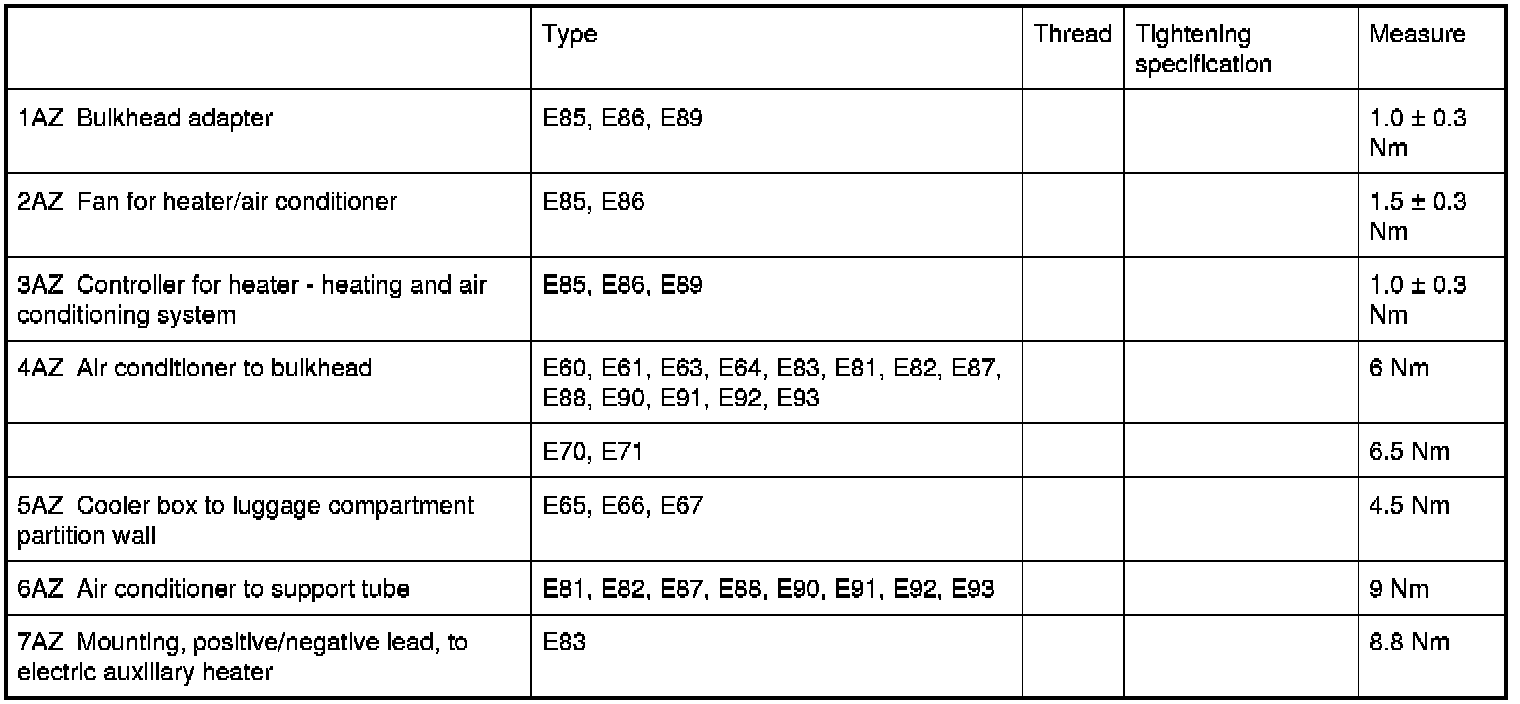 Type Thread Tightening Measure
specification
1AZ Bulkhead adapter E85, E86, E89 1.0 ± 0.3
Nm
2AZ Fan for heater/air conditioner E85, E86 1.5 ± 0.3
Nm
3AZ Controller for heater - heating and air E85, E86, E89 1.0 ± 0.3
conditioning system Nm
4AZ Air conditioner to bulkhead E60, E61, E63, E64, E83, E81, E82, E87, 6 Nm
E88, E90, E91, E92, E93
E70, E71 6.5 Nm
5AZ Cooler box to luggage compartment E65, E66, E67 4.5 Nm
partition wall
6AZ Air conditioner to support tube E81, E82, E87, E88, E90, E91, E92, E93 9 Nm
7AZ Mounting, positive/negative lead, to E83 8.8 Nm
electric auxiliary heater